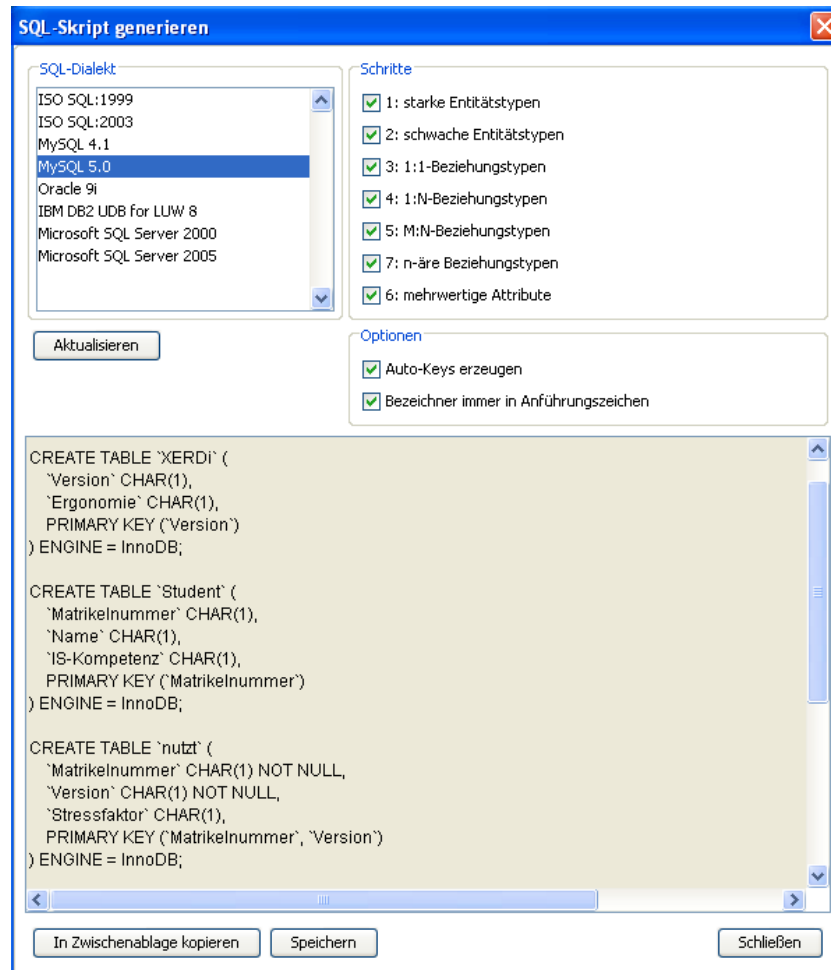 SQL-Skript generieren
SQL-Dialekt
ISO SQL:1999
ISO SQL:2003
MySQL 4.1
MySQL 5.0
Oracle 9i
IBM DB2 UDB for LUW 8
Microsoft SQL Server 2000
Microsoft SQL Server 2005
Aktualisieren
Schritte
1: starke Entitätstypen
2: schwache Entitätstypen
3: 1:1-Beziehungstypen
4: 1:N-Beziehungstypen
5: M:N-Beziehungstypen
7: n-äre Beziehungstypen
6: mehrwertige Attribute
Optionen
Auto-Keys erzeugen
Bezeichner immer in Anführungszeichen
CREATE TABLE `XERDi` (
`Version` CHAR(1),
`Ergonomie` CHAR(1),
PRIMARY KEY (`Version`)
) ENGINE = InnoDB;
CREATE TABLE `Student` (
`Matrikelnummer` CHAR(1),
`Name` CHAR(1),
`IS-Kompetenz` CHAR(1),
PRIMARY KEY (`Matrikelnummer`)
) ENGINE = InnoDB;
CREATE TABLE `nutzt` (
`Matrikelnummer` CHAR(1) NOT NULL,
`Version` CHAR(1) NOT NULL,
`Stressfaktor` CHAR(1),
PRIMARY KEY (`Matrikelnummer`, `Version`)
) ENGINE = InnoDB;
In Zwischenablage kopieren
Speichern
Schließen